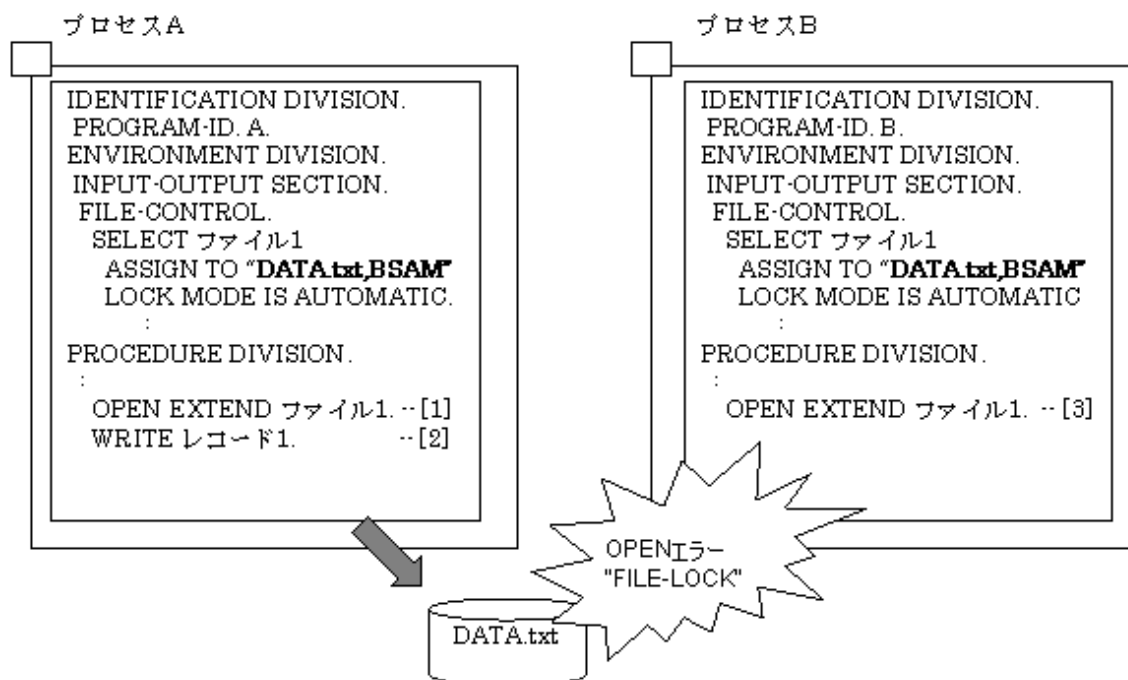 プロセスA
IDENTIFICATION DIVISION.
PROGRAM-ID. A.
ENVIRONMENT DIVISION.
INPUT-OUTPUT SECTION.
FILE-CONTROL.
SELECT ファイル1
ASSIGN TO “DATA.txt,BSAM”
LOCK MODE IS AUTOMATIC.
:
PROCEDURE DIVISION.
:
OPEN EXTEND ファイル1. --[1]
WRITE レコード1. --[2]
プロセスB
IDENTIFICATION DIVISION.
PROGRAM-ID. B.
ENVIRONMENT DIVISION.
INPUT-OUTPUT SECTION.
FILE-CONTROL.
SELECT ファイル1
ASSIGN TO “DATA.txt,BSAM”
LOCK MODE IS AUTOMATIC
:
PROCEDURE DIVISION.
:
OPEN EXTEND ファイル1. --[3]
OPENエラー
"FILE-LOCK"
DATA.txt